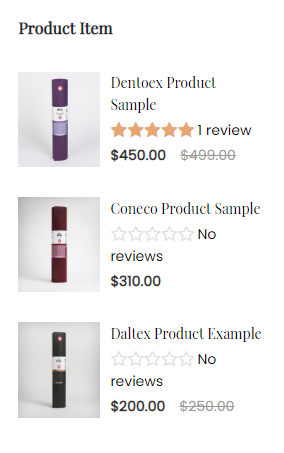 Product Item
Dentoex Product
Sample
1 review
$450.00 $499.00
Coneco Product Sample
No
reviews
$310.00
Daltex Product Example
No
reviews
$200.00 $250.00